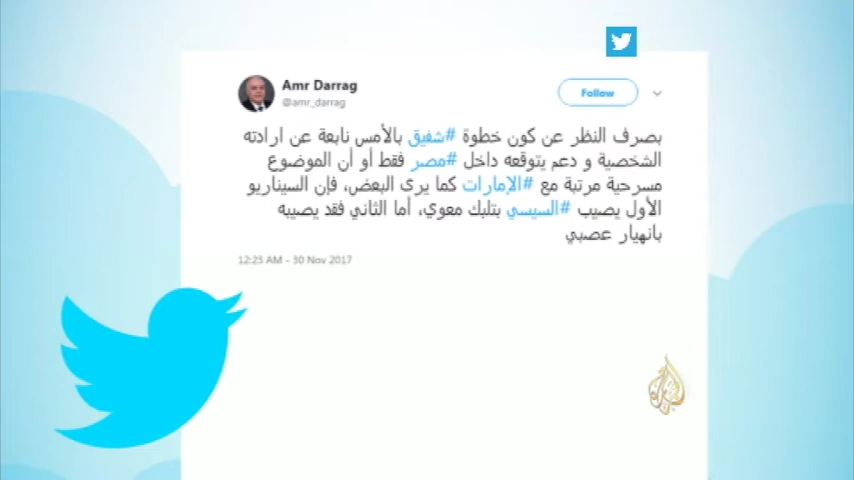 Amr Darrag
@amr_darrag
Follow
بصرف النظر عن كون خطوة #شفيق بالأمس نابعة عن ارادته
الشخصية و دعم يتوقعه داخل #مصر فقط أو أن الموضوع
مسرحية مرتبة مع #الإمارات كما يرى البعض، فإن السيناريو
الأول يصيب #السيسي بتلبك معوي، أما الثاني فقد يصيبه
بانهيار عصبي
12:23 AM - 30 Nov 2017